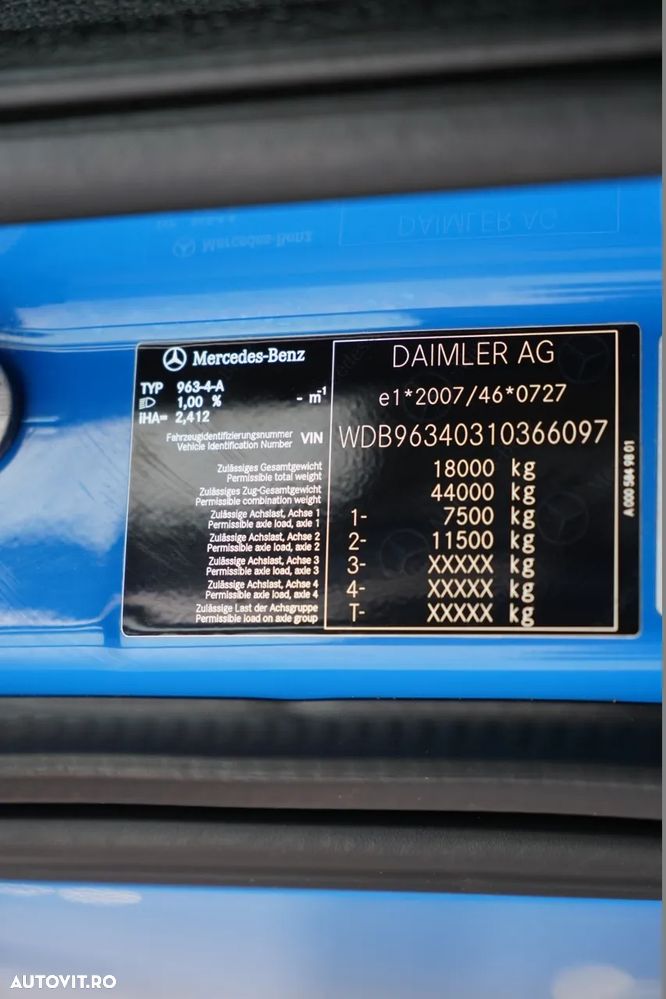 Mercedes-Benz
DAIMLER AG
TYP 963-4-A
1,00 % - m⁻¹
iHA= 2,412
e1*2007/46*0727
Fahrzeugidentifizierungsnummer
Vehicle Identification Number
VIN
WDB96340310366097
Zulässiges Gesamtgewicht
Permissible total weight
18000 kg
Zulässiges Zug-Gesamtgewicht
Permissible combination weight
44000 kg
Zulässige Achslast, Achse 1
Permissible axle load, axle 1
1- 7500 kg
Zulässige Achslast, Achse 2
Permissible axle load, axle 2
2- 11500 kg
Zulässige Achslast, Achse 3
Permissible axle load, axle 3
3- XXXXX kg
Zulässige Achslast, Achse 4
Permissible axle load, axle 4
4- XXXXX kg
Zulässige Last der Achsgruppe
Permissible load on axle group
T- XXXXX kg
A 000 584 98 01
AUTOVIT.RO